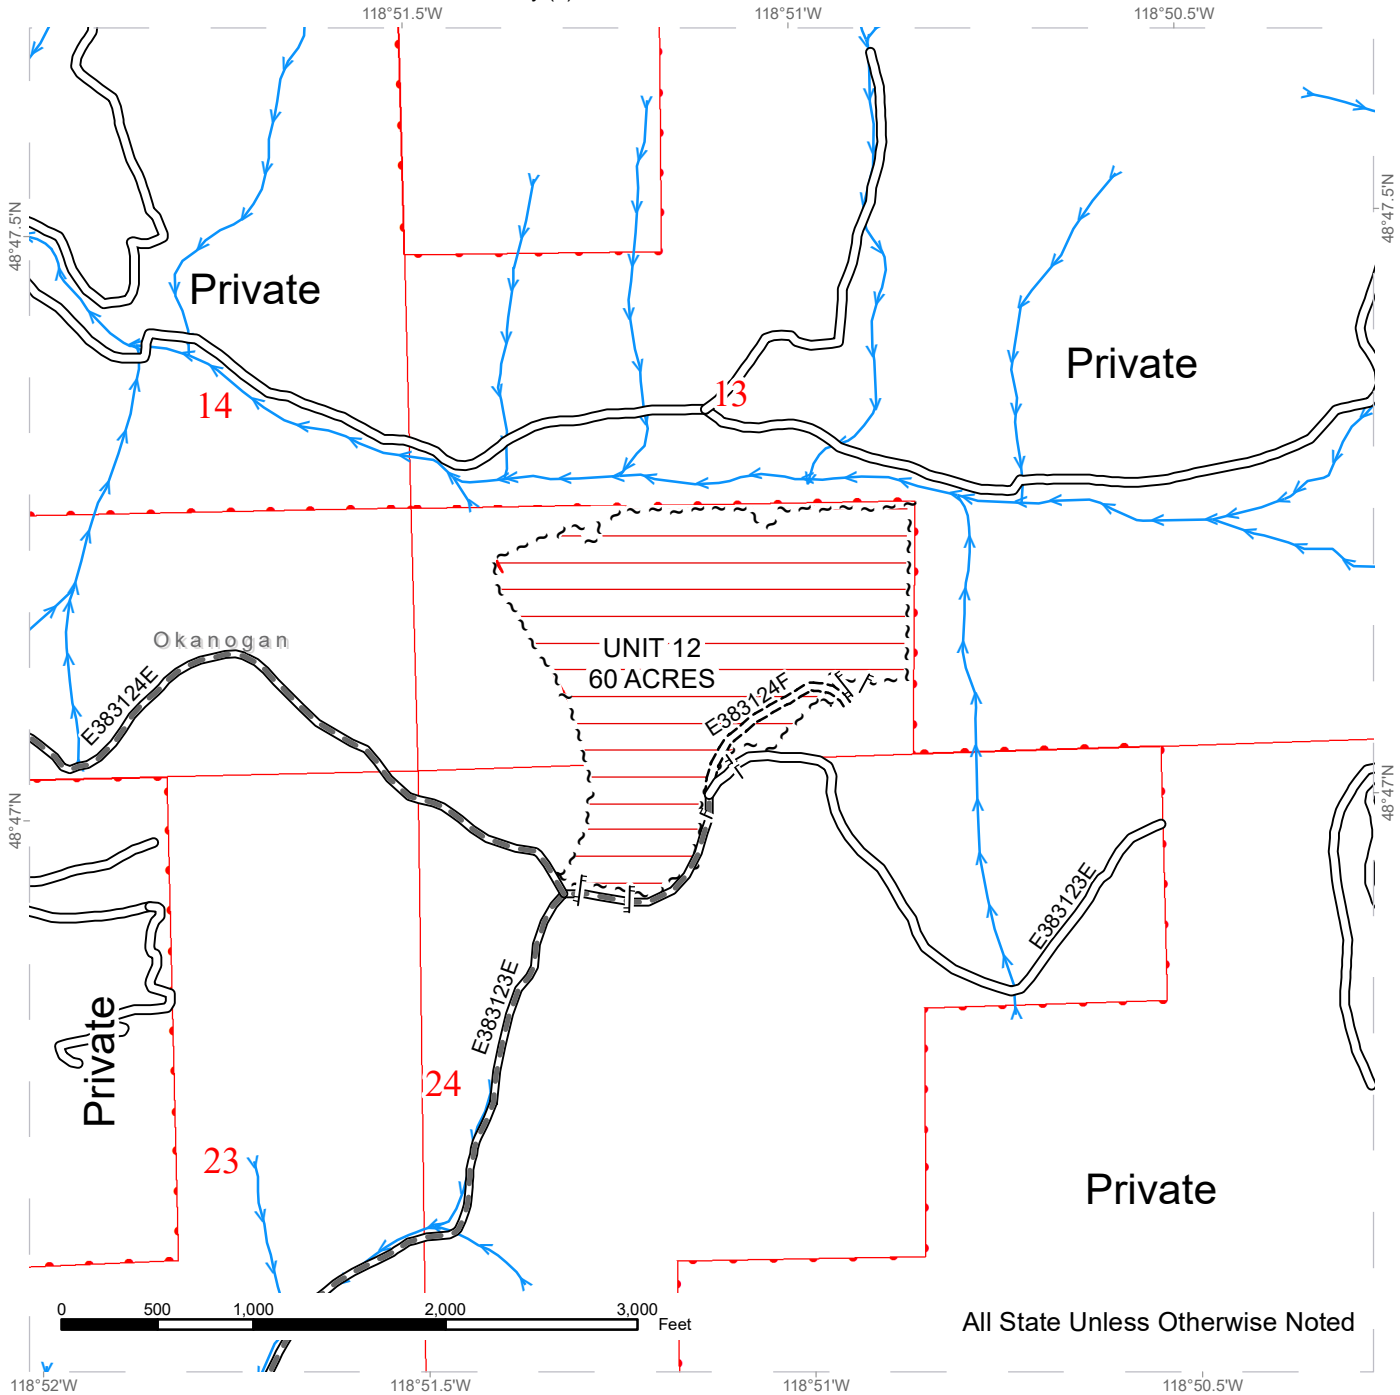 118°51.5'W
118°51'W
118°50.5'W
48°47.5'N
48°47.5'N
Private
Private
14
13
UNIT 12
60 ACRES
Okanogan
E383124E
E383124F
48°47'N
48°47'N
E383123E
E383123E
Private
24
23
Private
0 500 1,000 2,000 3,000
Feet
All State Unless Otherwise Noted
118°52'W
118°51.5'W
118°51'W
118°50.5'W